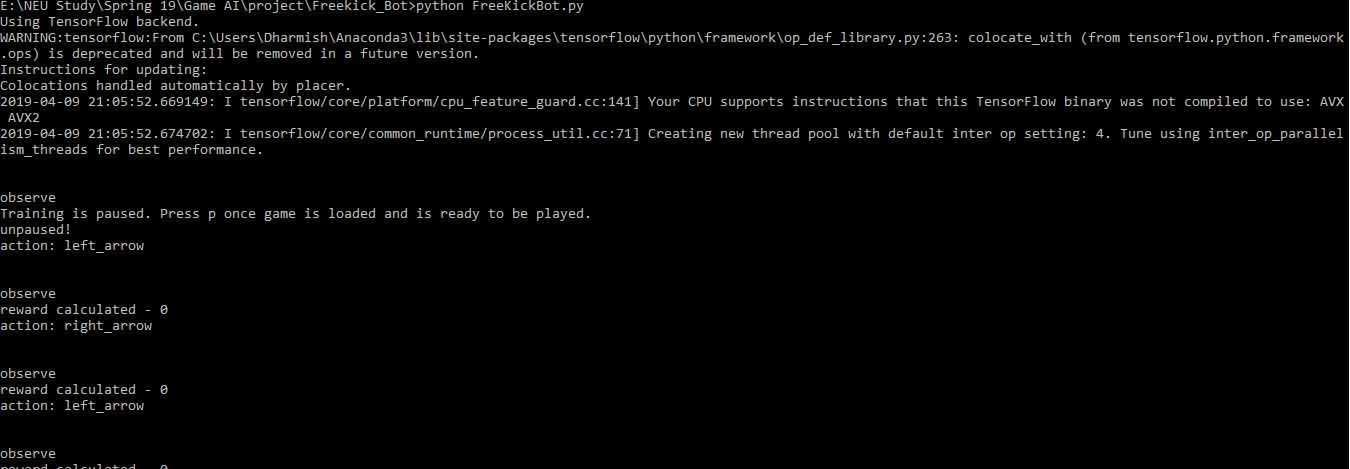 E:\NEU Study\Spring 19\Game AI\project\Freekick_Bot>python FreeKickBot.py
Using TensorFlow backend.
WARNING:tensorflow:From C:\Users\Dharmish\Anaconda3\lib\site-packages\tensorflow\python\framework\op_def_library.py:263: colocate_with (from tensorflow.python.framework
.ops) is deprecated and will be removed in a future version.
Instructions for updating:
Colocations handled automatically by placer.
2019-04-09 21:05:52.669149: I tensorflow/core/platform/cpu_feature_guard.cc:141] Your CPU supports instructions that this TensorFlow binary was not compiled to use: AVX
 AVX2
2019-04-09 21:05:52.674702: I tensorflow/core/common_runtime/process_util.cc:71] Creating new thread pool with default inter op setting: 4. Tune using inter_op_parallel
ism_threads for best performance.
observe
Training is paused. Press p once game is loaded and is ready to be played.
unpaused!
action: left_arrow
observe
reward calculated - 0
action: right_arrow
observe
reward calculated - 0
action: left_arrow
observe
reward calculated - 0